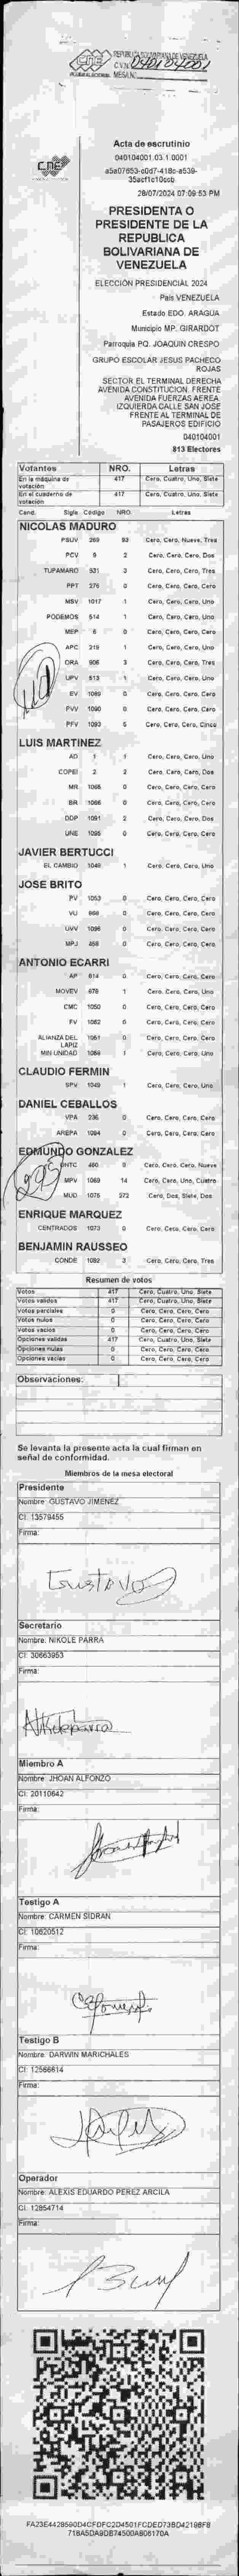 CNE
REPUBLICA BOLIVARIANA DE VENEZUELA
C.V.N. 040104001
MESA N.
CNE
Acta de escrutinio
040104001.03.1.0001
28/07/2024 07:09:53 PM
PRESIDENTA O
PRESIDENTE DE LA
REPUBLICA
BOLIVARIANA DE
VENEZUELA
ELECCIÓN PRESIDENCIAL 2024
País VENEZUELA
Estado EDO. ARAGUA
Municipio MP. GIRARDOT
Parroquia PQ. JOAQUIN CRESPO
GRUPO ESCOLAR JESUS PACHECO
ROJAS
SECTOR EL TERMINAL DERECHA
AVENIDA CONSTITUCION. FRENTE
AVENIDA FUERZAS AEREA.
IZQUIERDA CALLE SAN JOSE
FRENTE AL TERMINAL DE
PASAJEROS EDIFICIO
040104001
813 Electores
Votantes NRO. Letras
En la máquina de votación 417 Cero, Cuatro, Uno, Siete
En el cuaderno de votación 417 Cero, Cuatro, Uno, Siete
Cand. Sigla Código NRO. Letras
NICOLAS MADURO
PSUV 269 93 Cero, Cero, Nueve, Tres
PCV 9 2 Cero, Cero, Cero, Dos
TUPAMARO 931 3 Cero, Cero, Cero, Tres
PPT 276 0 Cero, Cero, Cero, Cero
MSV 1017 1 Cero, Cero, Cero, Uno
PODEMOS 514 1 Cero, Cero, Cero, Uno
MEP 6 0 Cero, Cero, Cero, Cero
APC 219 1 Cero, Cero, Cero, Uno
ORA 906 3 Cero, Cero, Cero, Tres
UPV 513 1 Cero, Cero, Cero, Uno
EV 1089 0 Cero, Cero, Cero, Cero
PVV 1090 0 Cero, Cero, Cero, Cero
PFV 1093 5 Cero, Cero, Cero, Cinco
LUIS MARTINEZ
AD 1 1 Cero, Cero, Cero, Uno
COPEI 2 2 Cero, Cero, Cero, Dos
MR 1065 0 Cero, Cero, Cero, Cero
BR 1066 0 Cero, Cero, Cero, Cero
DDP 1091 2 Cero, Cero, Cero, Dos
UNE 1095 0 Cero, Cero, Cero, Cero
JAVIER BERTUCCI
EL CAMBIO 1049 1 Cero, Cero, Cero, Uno
JOSE BRITO
PV 1053 0 Cero, Cero, Cero, Cero
VU 868 0 Cero, Cero, Cero, Cero
UVV 1096 0 Cero, Cero, Cero, Cero
MPJ 458 0 Cero, Cero, Cero, Cero
ANTONIO ECARRI
AP 814 0 Cero, Cero, Cero, Cero
MOVEV 678 1 Cero, Cero, Cero, Uno
CMC 1050 0 Cero, Cero, Cero, Cero
FV 1082 0 Cero, Cero, Cero, Cero
ALIANZA DEL LAPIZ 1051 0 Cero, Cero, Cero, Cero
MIN UNIDAD 1056 1 Cero, Cero, Cero, Uno
CLAUDIO FERMIN
SPV 1049 1 Cero, Cero, Cero, Uno
DANIEL CEBALLOS
VPA 236 0 Cero, Cero, Cero, Cero
AREPA 1094 0 Cero, Cero, Cero, Cero
EDMUNDO GONZALEZ
UNTC 460 9 Cero, Cero, Cero, Nueve
MPV 1069 14 Cero, Cero, Uno, Cuatro
MUD 1075 272 Cero, Dos, Siete, Dos
ENRIQUE MARQUEZ
CENTRADOS 1073 0 Cero, Cero, Cero, Cero
BENJAMIN RAUSSEO
CONDE 1092 3 Cero, Cero, Cero, Tres
Resumen de votos
Votos 417 Cero, Cuatro, Uno, Siete
Votos validos 417 Cero, Cuatro, Uno, Siete
Votos parciales 0 Cero, Cero, Cero, Cero
Votos nulos 0 Cero, Cero, Cero, Cero
Votos vacios 0 Cero, Cero, Cero, Cero
Opciones validas 417 Cero, Cuatro, Uno, Siete
Opciones nulas 0 Cero, Cero, Cero, Cero
Opciones vacias 0 Cero, Cero, Cero, Cero
Observaciones:
Se levanta la presente acta la cual firman en
señal de conformidad.
Miembros de la mesa electoral
Presidente
Nombre: GUSTAVO JIMENEZ
CI: 13579455
Firma:
Gustavo
Secretario
Nombre: NIKOLE PARRA
CI: 30663953
Firma:
Miembro A
Nombre: JHOAN ALFONZO
CI: 20110642
Firma:
Testigo A
Nombre: CARMEN SIDRAN
CI: 10620512
Firma:
Testigo B
Nombre: DARWIN MARICHALES
CI: 12566614
Firma:
Operador
Nombre: ALEXIS EDUARDO PEREZ ARCILA
CI: 12854714
Firma: